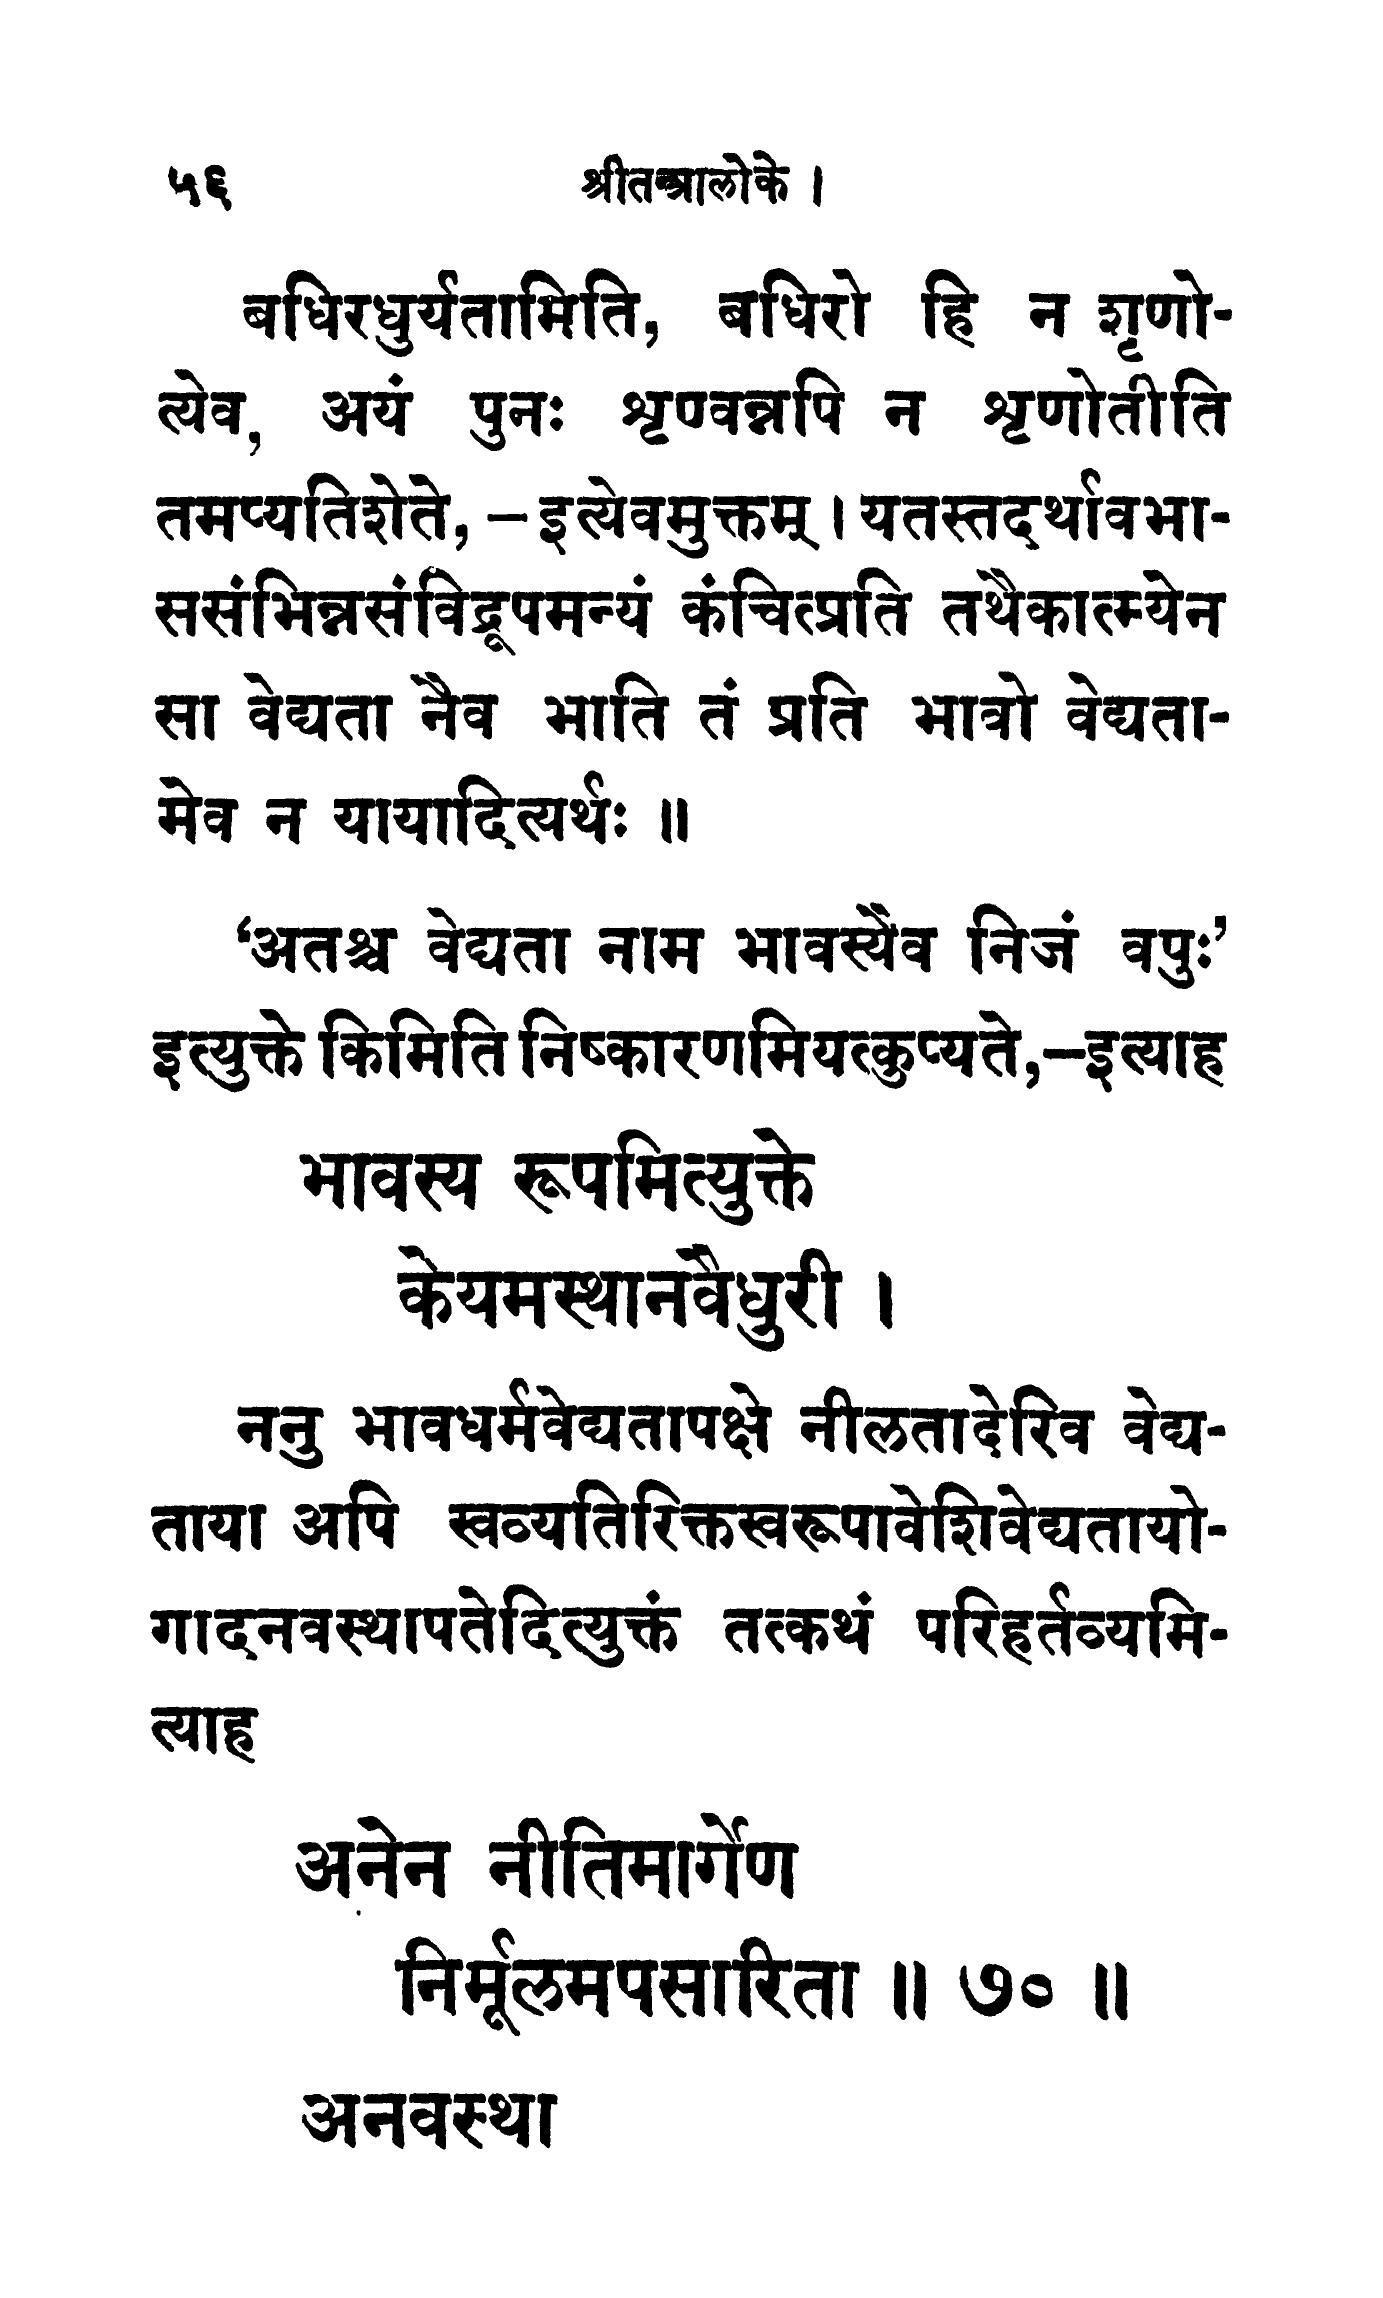 ५६ श्रीतन्त्रालोके ।
बधिरधुर्यतामिति, बधिरो हि न शृणो-
त्येव, अयं पुनः शृण्वन्नपि न शृणोतीति
तमप्यतिशेते,–इत्येवमुक्तम् । यतस्तदर्थावभा-
ससंभिन्नसंविद्रूपमन्यं कंचित्प्रति तथैकात्म्येन
सा वेद्यता नैव भाति तं प्रति भावो वेद्यता-
मेव न यायादित्यर्थः ॥
‘अतश्च वेद्यता नाम भावस्यैव निजं वपुः’
इत्युक्ते किमिति निष्कारणमियत्कुप्यते,–इत्याह
भावस्य रूपमित्युक्ते
केयमस्थानवैधुरी ।
ननु भावधर्मवेद्यतापक्षे नीलतादेरिव वेद्य-
ताया अपि स्वव्यतिरिक्तस्वरूपावेशिवेद्यतायो-
गादनवस्थापतेदित्युक्तं तत्कथं परिहर्तव्यमि-
त्याह
अनेन नीतिमार्गेण
निर्मूलमपसारिता ॥ ७० ॥
अनवस्था